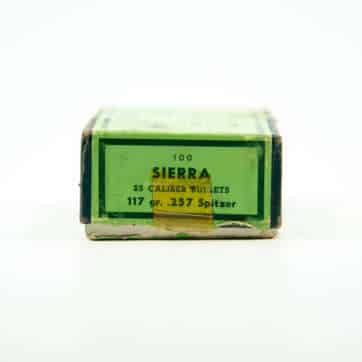 100
SIERRA
25 CALIBER BULLETS
117 gr. .257 Spitzer